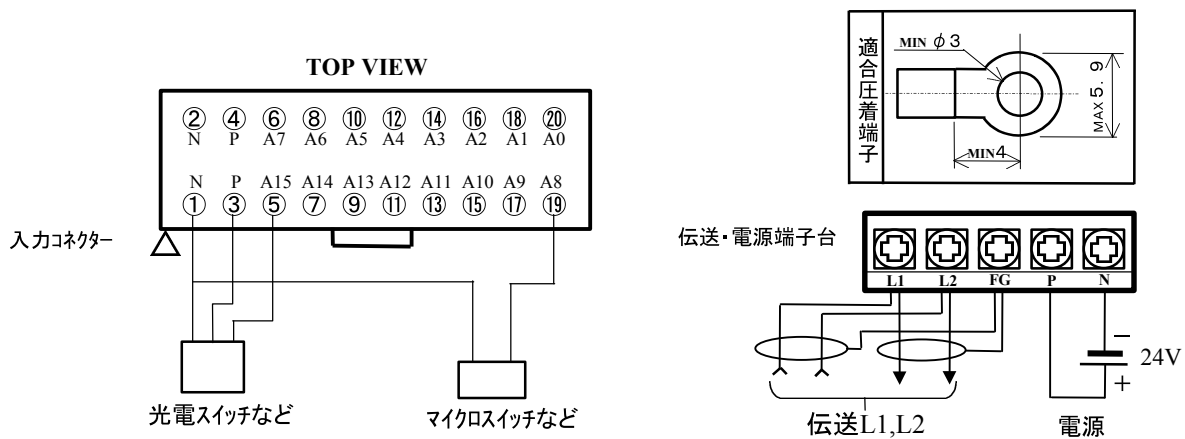 TOP VIEW
② ④ ⑥ ⑧ ⑩ ⑫ ⑭ ⑯ ⑱ ⑳
N P A7 A6 A5 A4 A3 A2 A1 A0
N P A15 A14 A13 A12 A11 A10 A9 A8
① ③ ⑤ ⑦ ⑨ ⑪ ⑬ ⑮ ⑰ ⑲
入力コネクター
光電スイッチなど
マイクロスイッチなど
適合圧着端子
MIN φ3
MAX5.9
MIN4
伝送・電源端子台
L1 L2 FG P N
−
24V
+
伝送L1,L2
電源